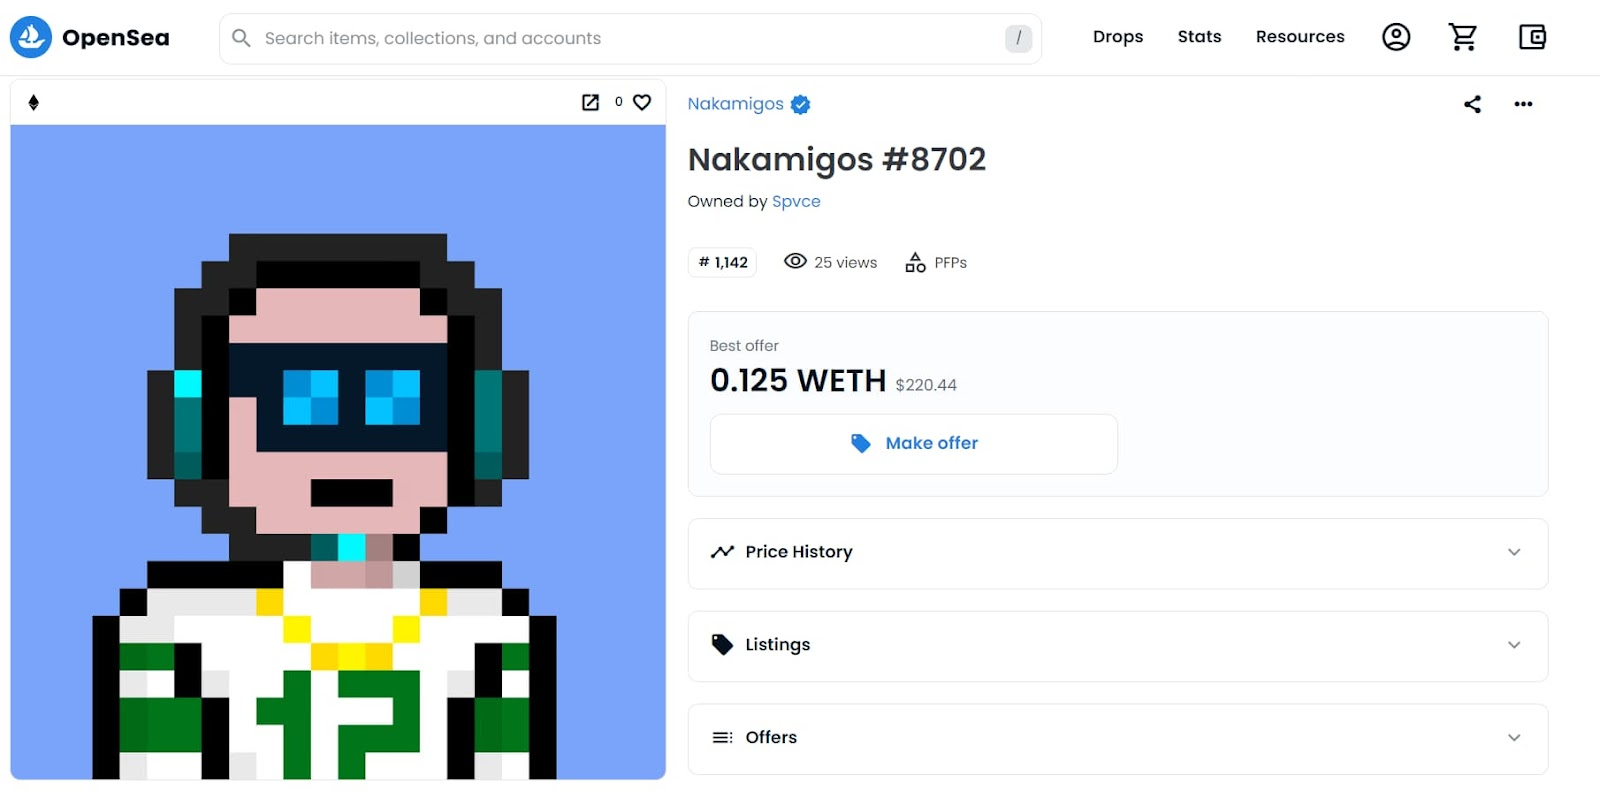 OpenSea
Search items, collections, and accounts
/
Drops
Stats
Resources
0
Nakamigos
Nakamigos #8702
Owned by Spvce
# 1,142
25 views
PFPs
Best offer
0.125 WETH $220.44
Make offer
Price History
Listings
Offers